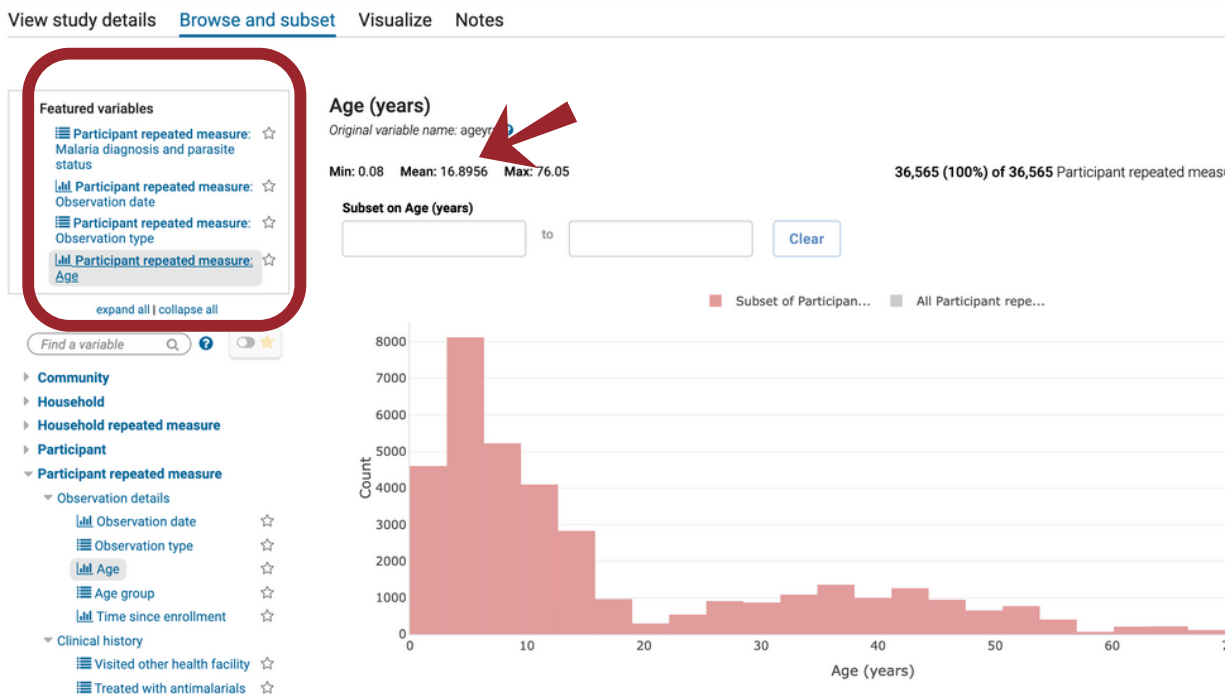 View study details Browse and subset Visualize Notes
Featured variables
Participant repeated measure:
Malaria diagnosis and parasite
status
Participant repeated measure:
Observation date
Participant repeated measure:
Observation type
Participant repeated measure:
Age
expand all | collapse all
Find a variable
Community
Household
Household repeated measure
Participant
Participant repeated measure
Observation details
Observation date
Observation type
Age
Age group
Time since enrollment
Clinical history
Visited other health facility
Treated with antimalarials
Age (years)
Original variable name: ageyr
Min: 0.08 Mean: 16.8956 Max: 76.05
36,565 (100%) of 36,565 Participant repeated measu
Subset on Age (years)
to
Clear
Subset of Participan... All Participant repe...
8000
7000
6000
5000
4000
3000
2000
1000
0
Count
0 10 20 30 40 50 60 7
Age (years)